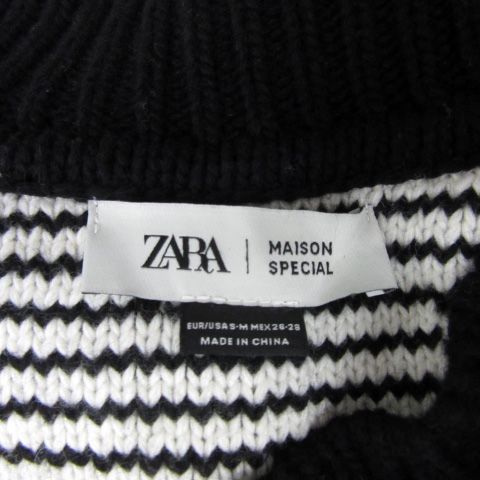 ZARA | MAISON
SPECIAL
EUR/USA S-M MEX 26-28
MADE IN CHINA